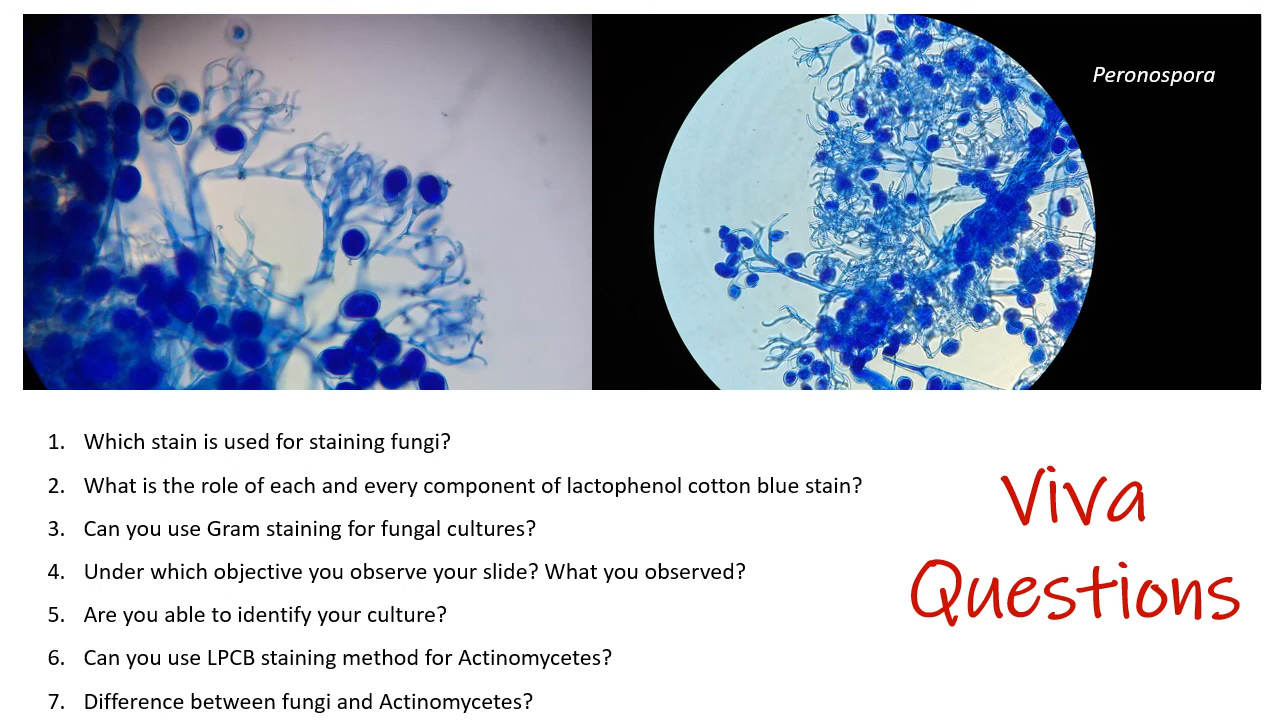 Peronospora
1. Which stain is used for staining fungi?
2. What is the role of each and every component of lactophenol cotton blue stain?
3. Can you use Gram staining for fungal cultures?
4. Under which objective you observe your slide? What you observed?
5. Are you able to identify your culture?
6. Can you use LPCB staining method for Actinomycetes?
7. Difference between fungi and Actinomycetes?
Viva
Questions